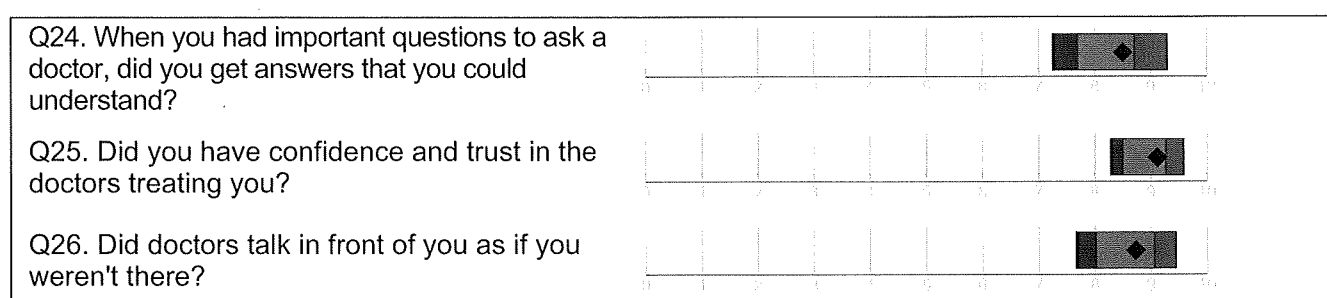 Q24. When you had important questions to ask a
doctor, did you get answers that you could
understand?
Q25. Did you have confidence and trust in the
doctors treating you?
Q26. Did doctors talk in front of you as if you
weren't there?